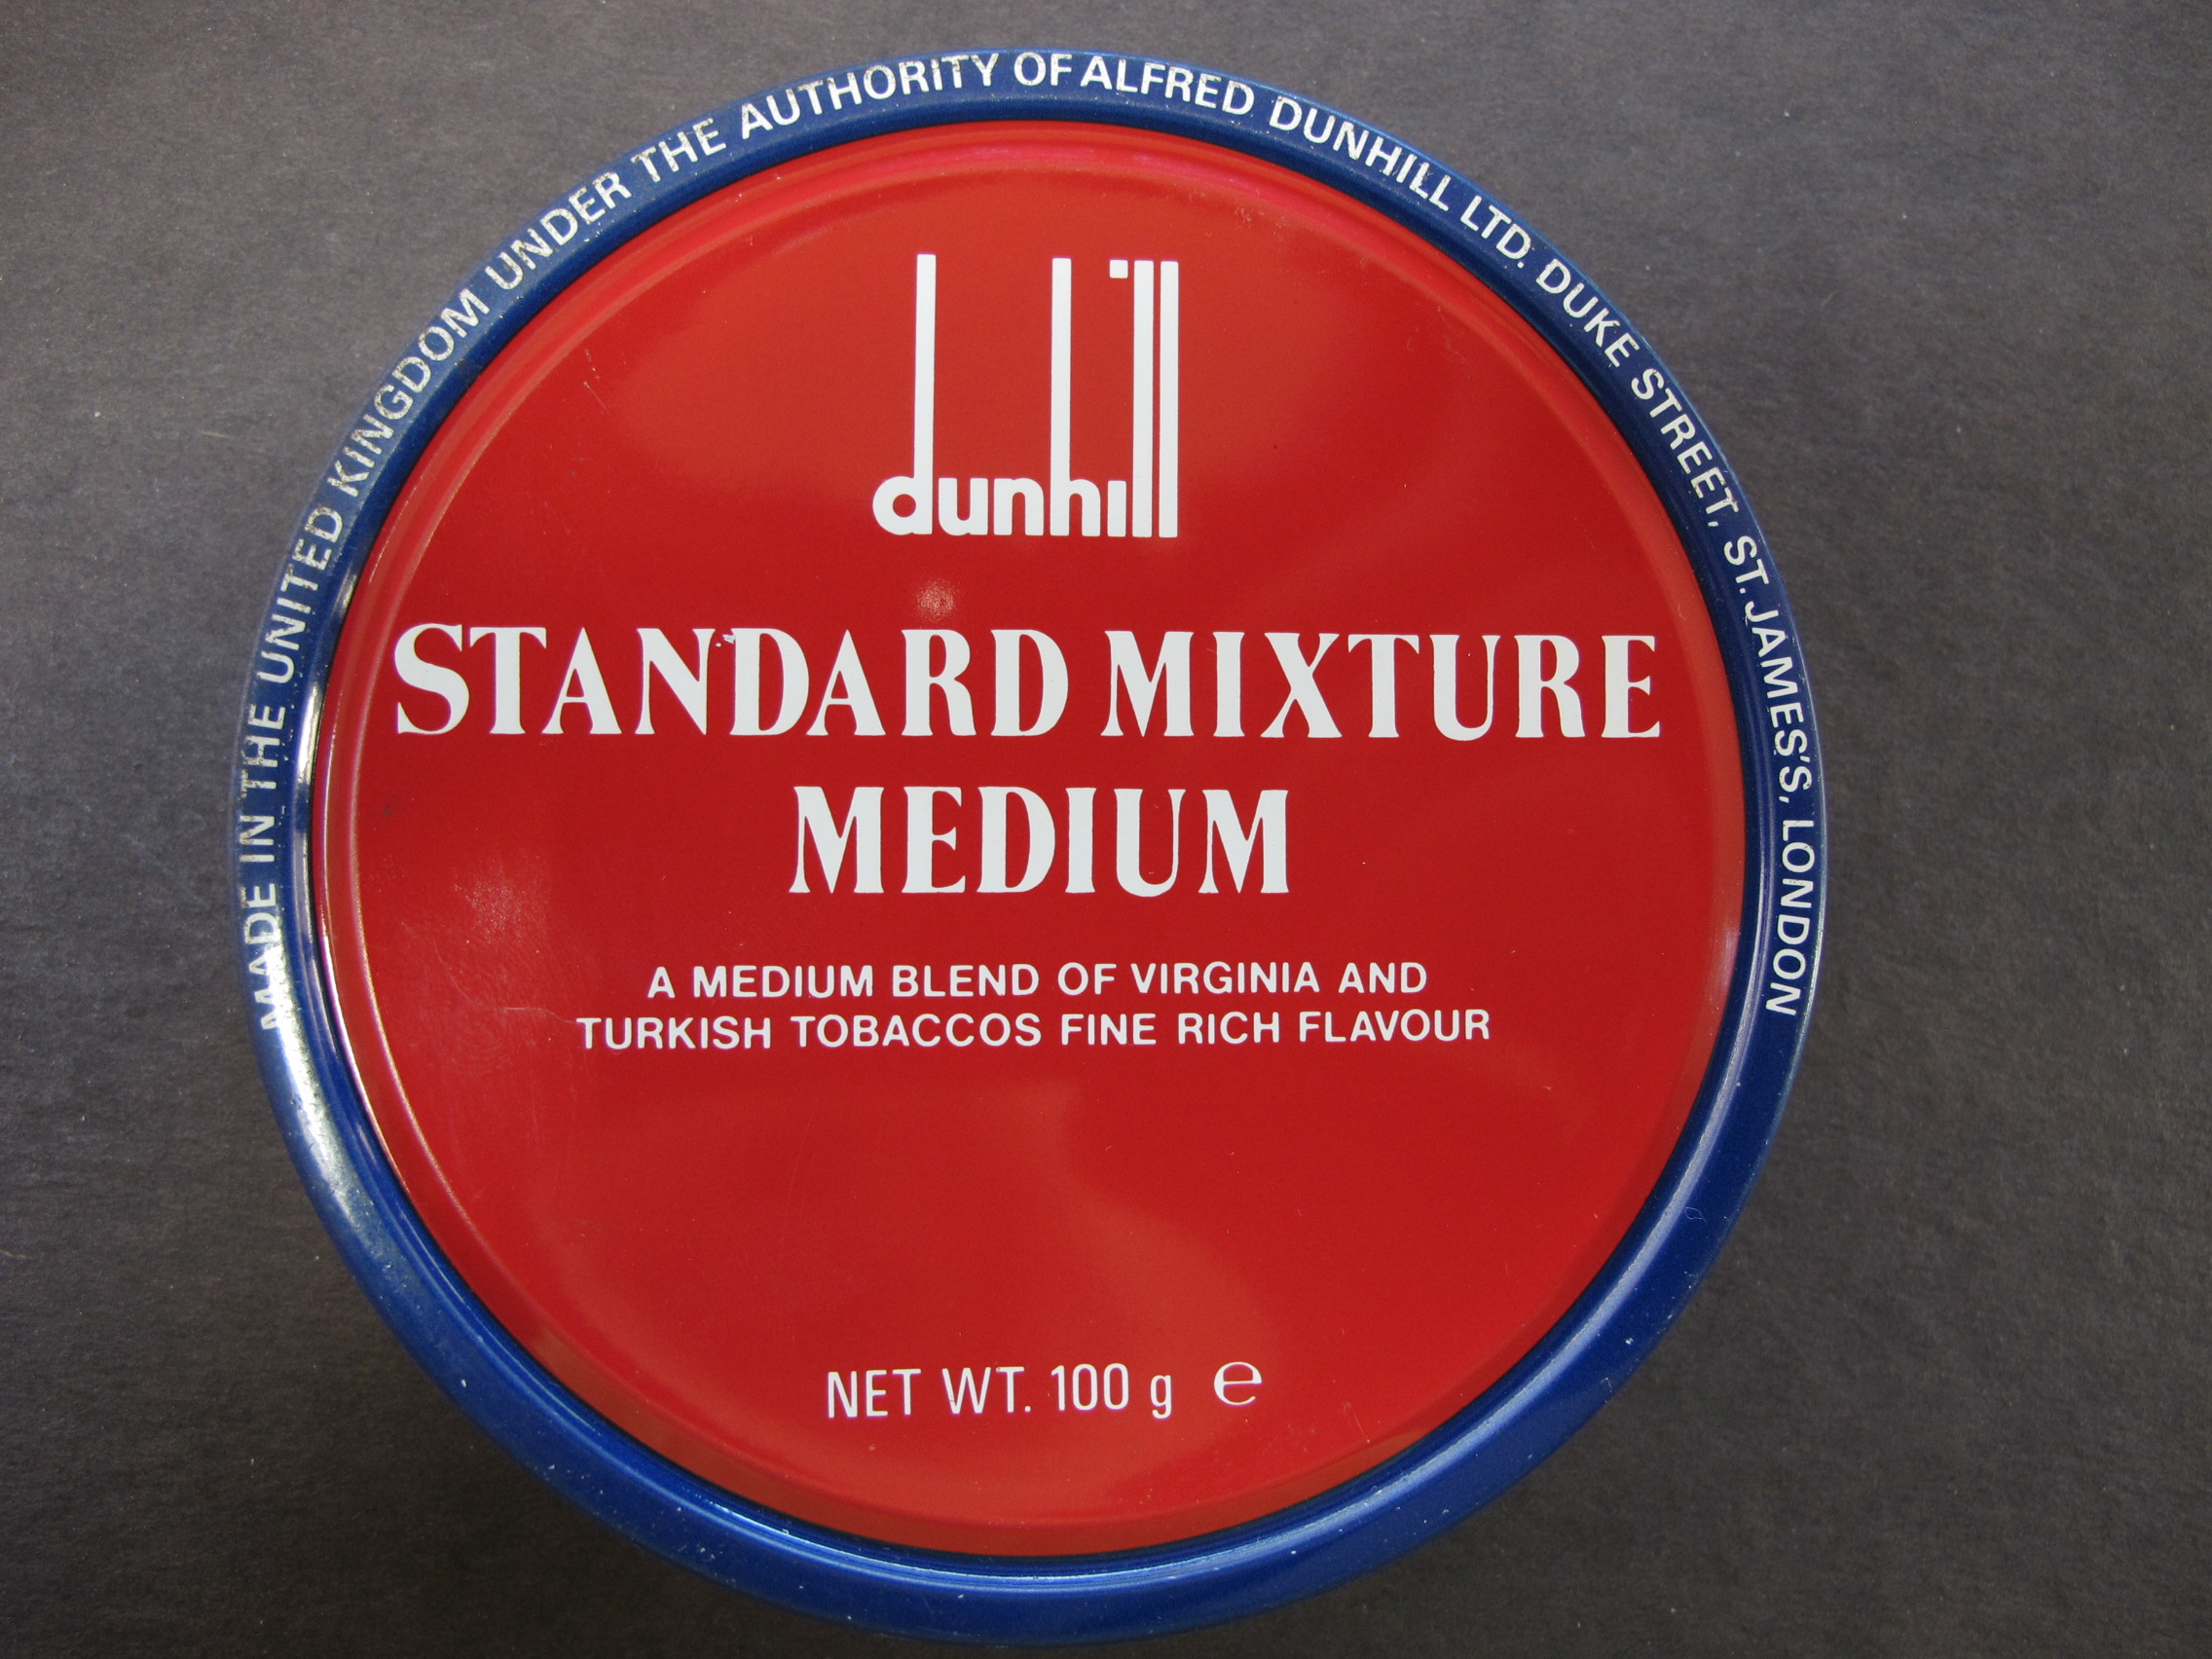 MADE IN THE UNITED KINGDOM UNDER THE AUTHORITY OF ALFRED DUNHILL LTD. DUKE STREET, ST. JAMES'S, LONDON
dunhill
STANDARD MIXTURE
MEDIUM
A MEDIUM BLEND OF VIRGINIA AND
TURKISH TOBACCOS FINE RICH FLAVOUR
NET WT. 100 g ℮